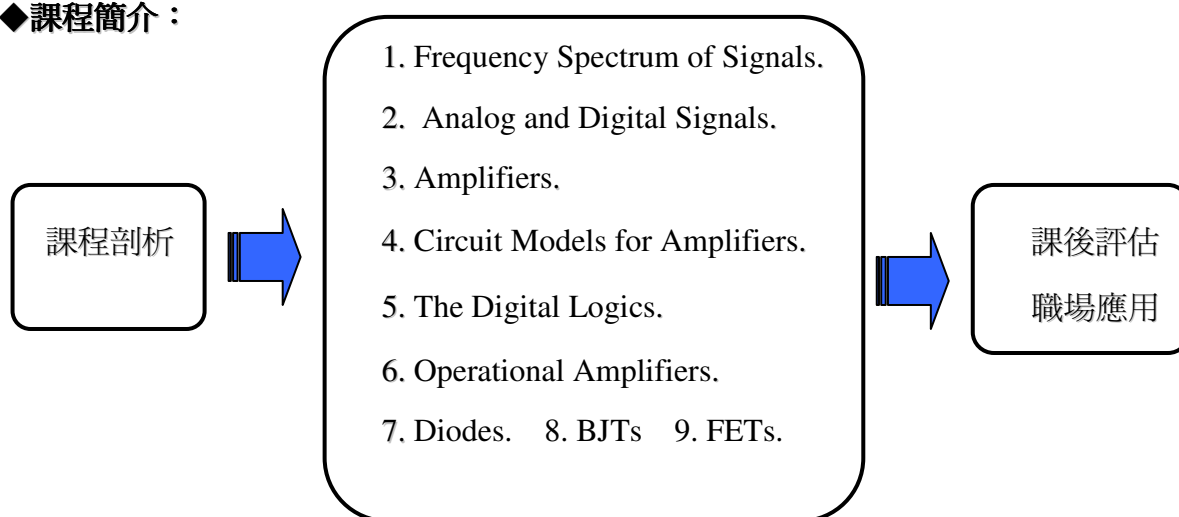 ◆課程簡介：
課程剖析
1. Frequency Spectrum of Signals.
2. Analog and Digital Signals.
3. Amplifiers.
4. Circuit Models for Amplifiers.
5. The Digital Logics.
6. Operational Amplifiers.
7. Diodes. 8. BJTs 9. FETs.
課後評估
職場應用